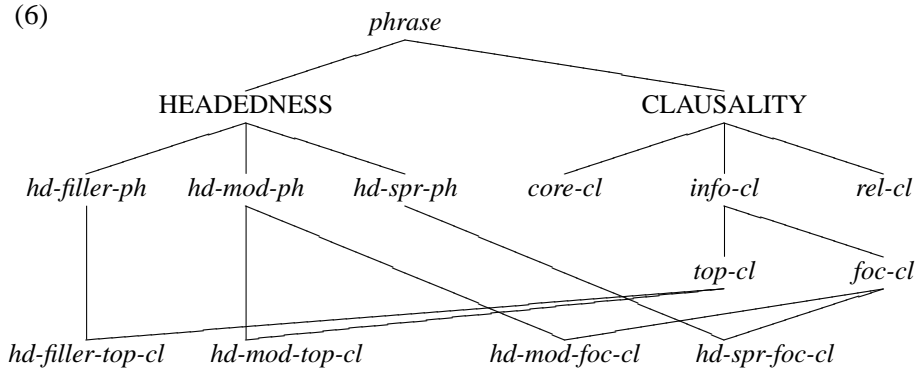 (6)
phrase
HEADEDNESS CLAUSALITY
hd-filler-ph hd-mod-ph hd-spr-ph core-cl info-cl rel-cl
top-cl foc-cl
hd-filler-top-cl hd-mod-top-cl hd-mod-foc-cl hd-spr-foc-cl